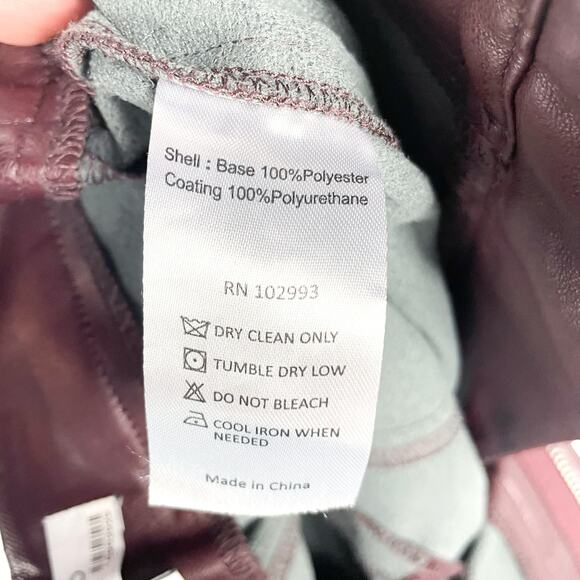 Shell : Base 100%Polyester
Coating 100%Polyurethane
RN 102993
DRY CLEAN ONLY
TUMBLE DRY LOW
DO NOT BLEACH
COOL IRON WHEN
NEEDED
Made in China